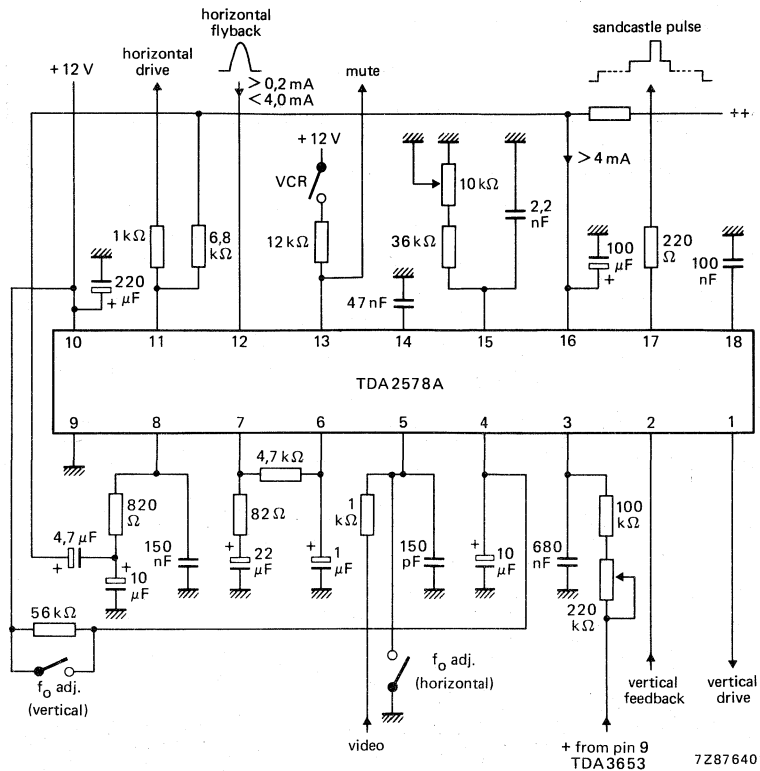 horizontal
flyback
sandcastle pulse
horizontal
drive
+ 12 V
> 0,2 mA
< 4,0 mA
mute
++
+ 12 V
VCR
> 4 mA
10 kΩ
2,2
nF
1 kΩ
6,8
kΩ
12 kΩ
36 kΩ
100
µF
+
220
Ω
100
nF
220
µF
+
47 nF
10
11
12
13
14
15
16
17
18
TDA2578A
9
8
7
6
5
4
3
2
1
4,7 kΩ
820
Ω
82 Ω
1
kΩ
100
kΩ
4,7 µF
+
150
nF
+
10
µF
+
22
µF
+
1
µF
150
pF
+
10
µF
680
nF
220
kΩ
56 kΩ
fo adj.
(vertical)
fo adj.
(horizontal)
vertical
feedback
vertical
drive
video
+ from pin 9
TDA3653
7Z87640